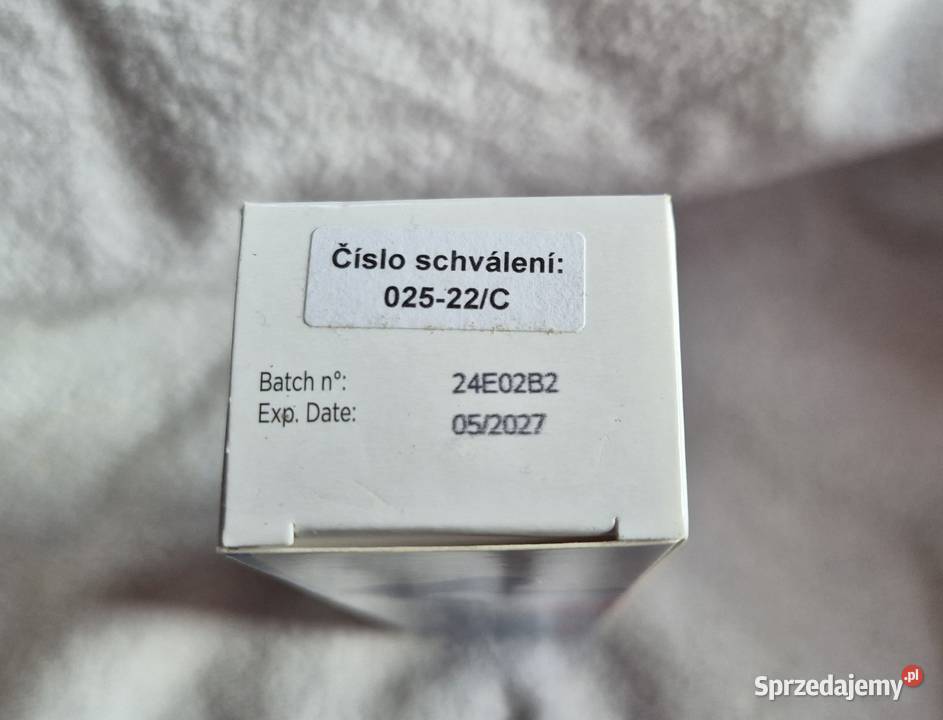 Číslo schválení:
025-22/C
Batch n°:
24E02B2
Exp. Date:
05/2027
Sprzedajemy.pl